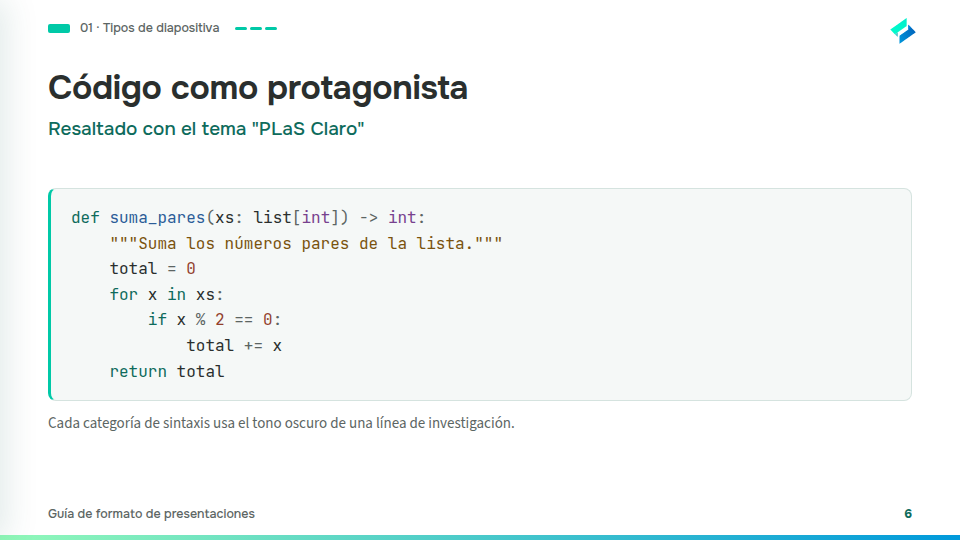 01 · Tipos de diapositiva
Código como protagonista
Resaltado con el tema "PLaS Claro"
def suma_pares(xs: list[int]) -> int:
    """Suma los números pares de la lista."""
    total = 0
    for x in xs:
        if x % 2 == 0:
            total += x
    return total
Cada categoría de sintaxis usa el tono oscuro de una línea de investigación.
Guía de formato de presentaciones
6